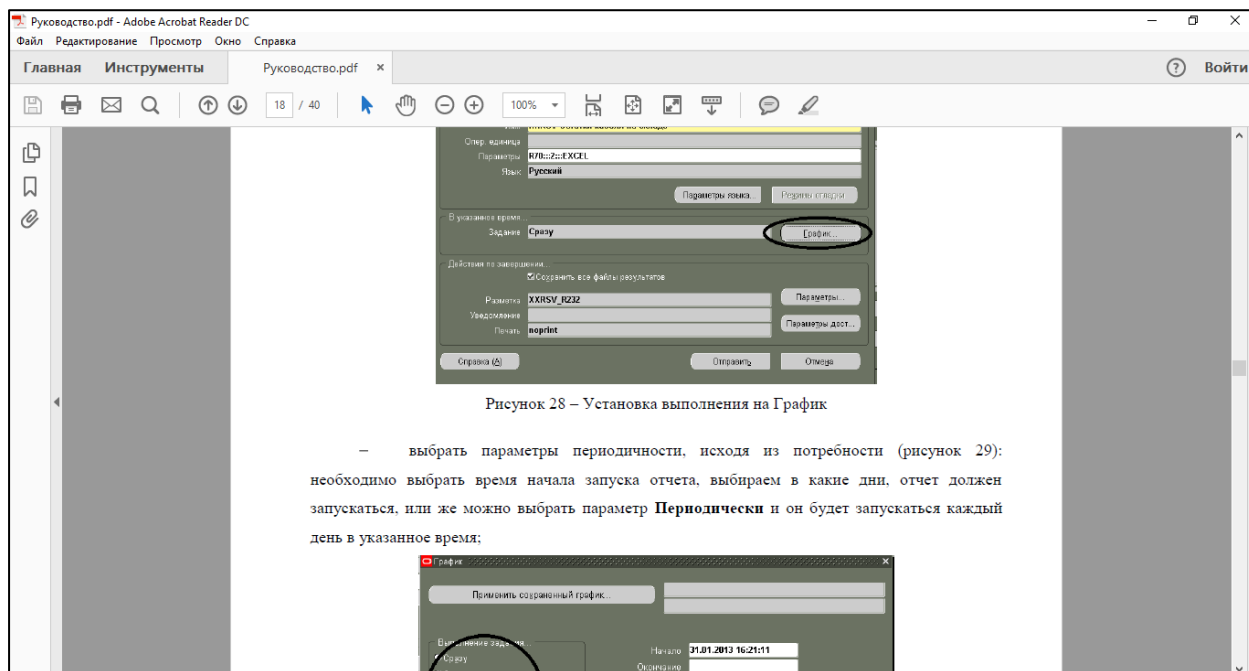 Руководство.pdf - Adobe Acrobat Reader DC
Файл Редактирование Просмотр Окно Справка
Главная Инструменты Руководство.pdf × ? Войти
18 / 40 100%
Опер. единица
Параметры R70:::2:::EXCEL
Язык Русский
Параметры языка... Режимы отладки
В указанное время...
Задание Сразу График...
Действия по завершении...
Сохранить все файлы результатов
Разметка XXRSV_R232 Параметры...
Уведомление
Печать noprint Параметры дост...
Справка (А) Отправить Отмена
Рисунок 28 – Установка выполнения на График
– выбрать параметры периодичности, исходя из потребности (рисунок 29):
необходимо выбрать время начала запуска отчета, выбираем в какие дни, отчет должен
запускаться, или же можно выбрать параметр Периодически и он будет запускаться каждый
день в указанное время;
График
Применить сохраненный график...
Выполнение задания...
Начало 31.01.2013 16:21:11
Сразу
Окончание